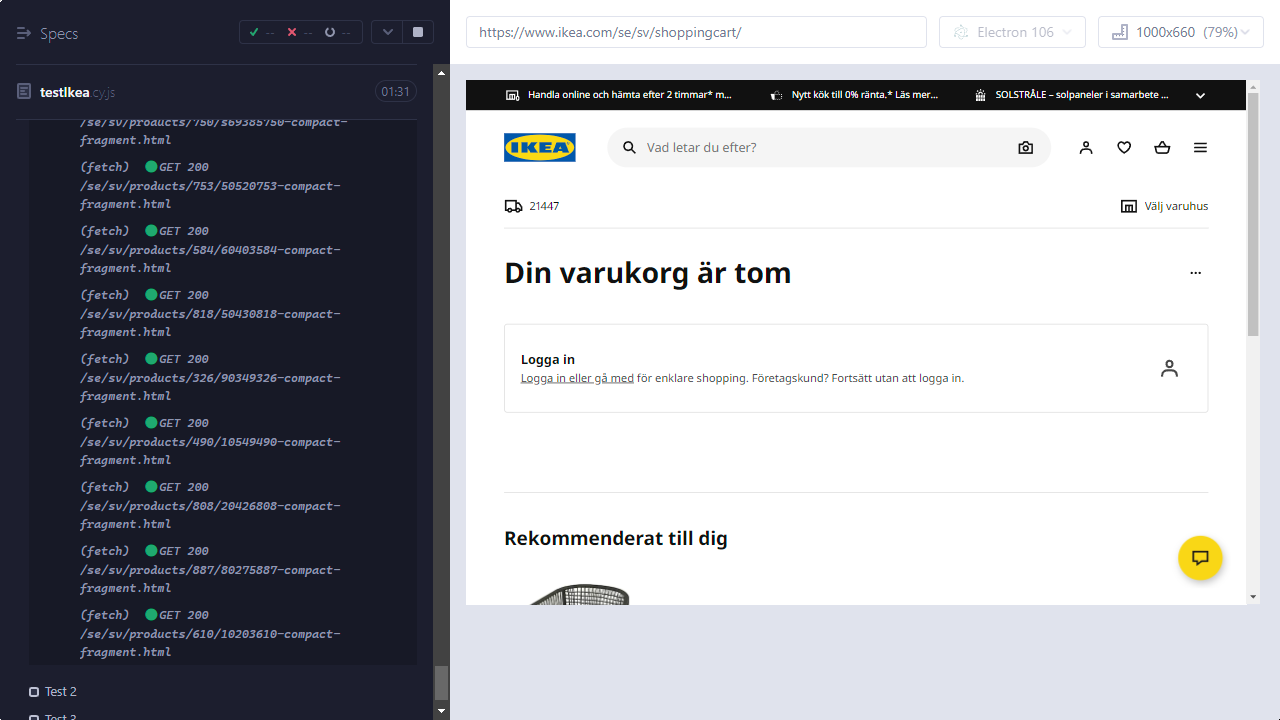 Specs
-- -- --
testIkea.cy.js
01:31
/se/sv/products/750/s69385750-compact-
fragment.html
(fetch) GET 200
/se/sv/products/753/50520753-compact-
fragment.html
(fetch) GET 200
/se/sv/products/584/60403584-compact-
fragment.html
(fetch) GET 200
/se/sv/products/818/50430818-compact-
fragment.html
(fetch) GET 200
/se/sv/products/326/90349326-compact-
fragment.html
(fetch) GET 200
/se/sv/products/490/10549490-compact-
fragment.html
(fetch) GET 200
/se/sv/products/808/20426808-compact-
fragment.html
(fetch) GET 200
/se/sv/products/887/80275887-compact-
fragment.html
(fetch) GET 200
/se/sv/products/610/10203610-compact-
fragment.html
Test 2
Test 3
https://www.ikea.com/se/sv/shoppingcart/
Electron 106
1000x660 (79%)
Handla online och hämta efter 2 timmar* m...
Nytt kök till 0% ränta.* Läs mer...
SOLSTRÅLE – solpaneler i samarbete ...
IKEA
Vad letar du efter?
21447
Välj varuhus
Din varukorg är tom
Logga in
Logga in eller gå med för enklare shopping. Företagskund? Fortsätt utan att logga in.
Rekommenderat till dig